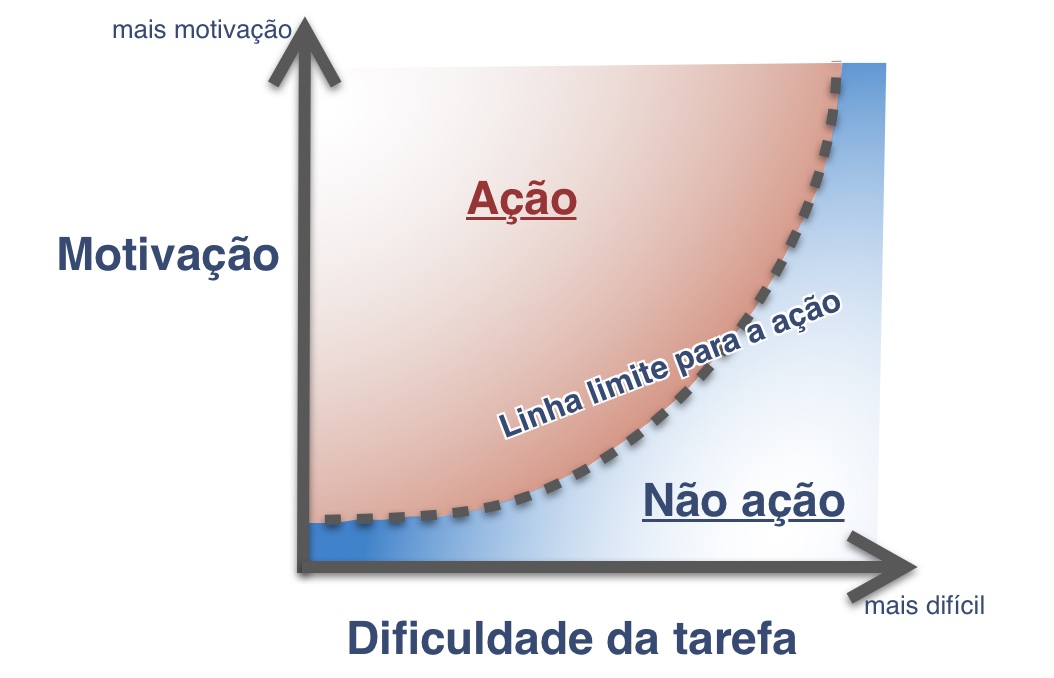 mais motivação
Ação
Motivação
Linha limite para a ação
Não ação
mais difícil
Dificuldade da tarefa